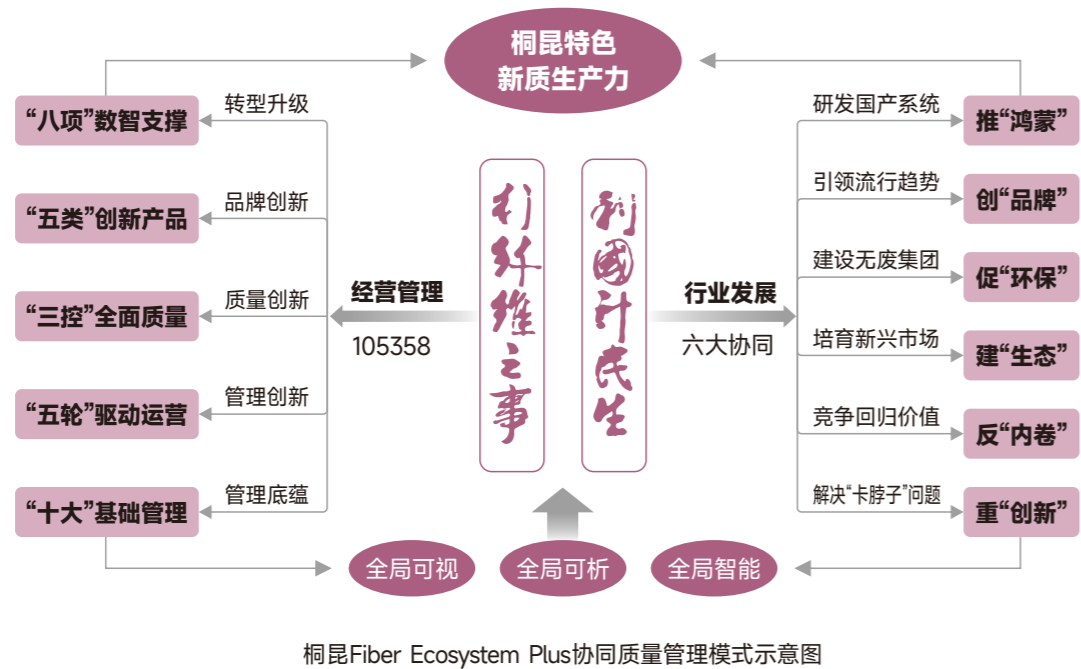 桐昆特色
新质生产力
“八项”数智支撑
转型升级
“五类”创新产品
品牌创新
“三控”全面质量
质量创新
“五轮”驱动运营
管理创新
“十大”基础管理
管理底蕴
经营管理
105358
打纤维之事
利國计民生
行业发展
六大协同
研发国产系统
推“鸿蒙”
引领流行趋势
创“品牌”
建设无废集团
促“环保”
培育新兴市场
建“生态”
竞争回归价值
反“内卷”
解决“卡脖子”问题
重“创新”
全局可视
全局可析
全局智能
桐昆Fiber Ecosystem Plus协同质量管理模式示意图